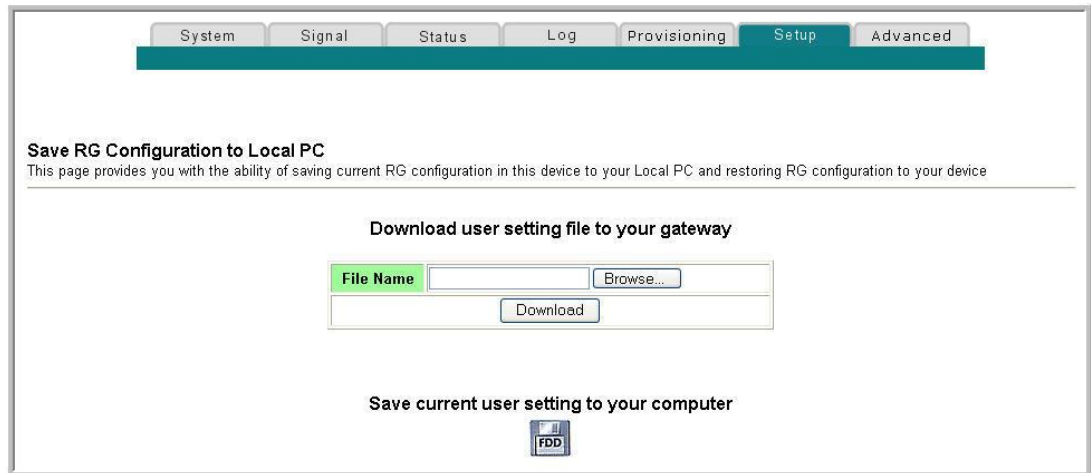 System Signal Status Log Provisioning Setup Advanced
Save RG Configuration to Local PC
This page provides you with the ability of saving current RG configuration in this device to your Local PC and restoring RG configuration to your device
Download user setting file to your gateway
File Name Browse...
Download
Save current user setting to your computer
FDD